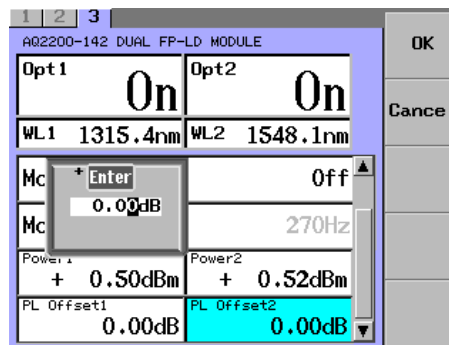 1 2 3
AQ2200-142 DUAL FP-LD MODULE
OK
Opt1 On Opt2 On
Cance
WL1 1315.4nm WL2 1548.1nm
Mc Off
+ Enter
0.00dB
Mc 270Hz
Power1 Power2
+ 0.50dBm + 0.52dBm
PL Offset1 PL Offset2
0.00dB 0.00dB